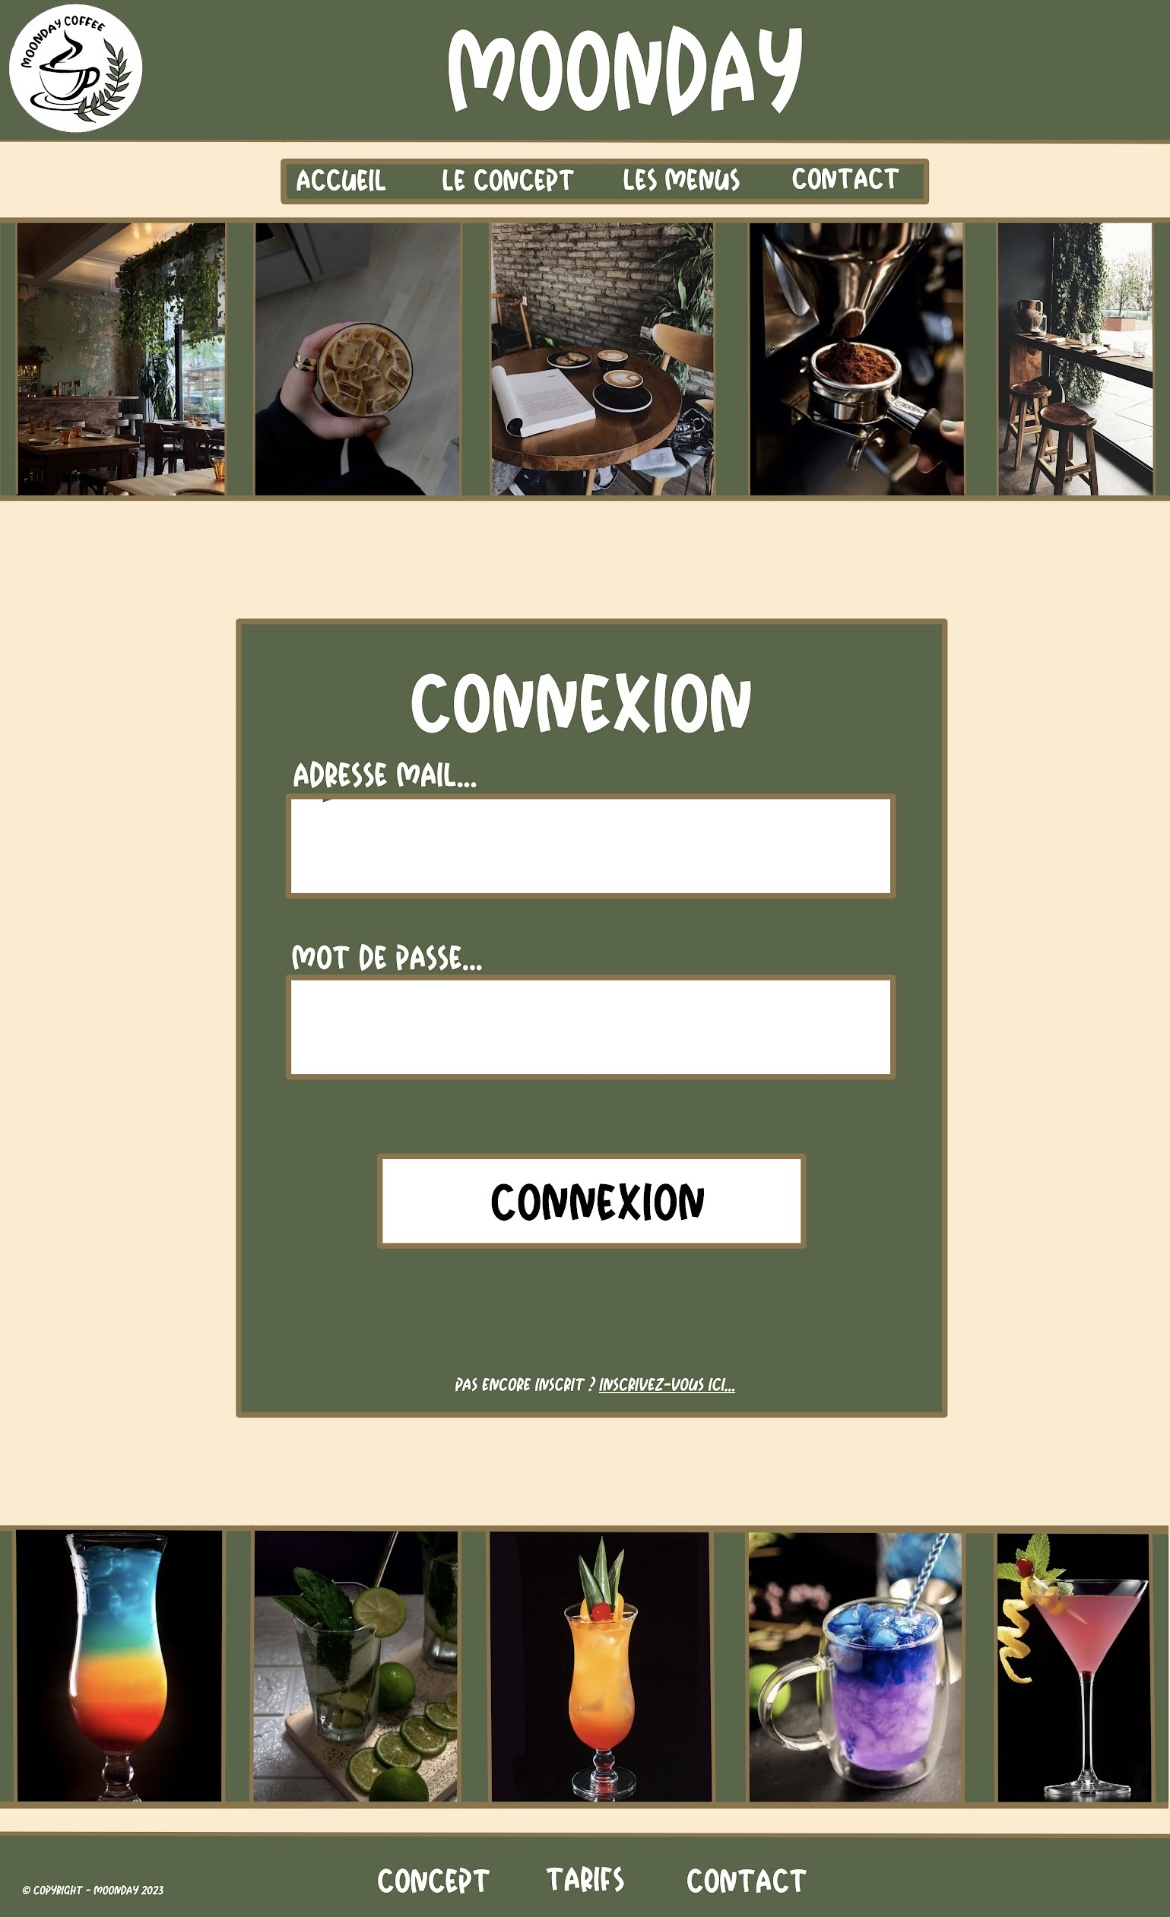 MOONDAY COFFEE
MOONDAY
ACCUEIL LE CONCEPT LES MENUS CONTACT
CONNEXION
ADRESSE MAIL...
MOT DE PASSE...
CONNEXION
PAS ENCORE INSCRIT ? INSCRIVEZ-VOUS ICI...
CONCEPT TARIFS CONTACT
© COPYRIGHT - MOONDAY 2023